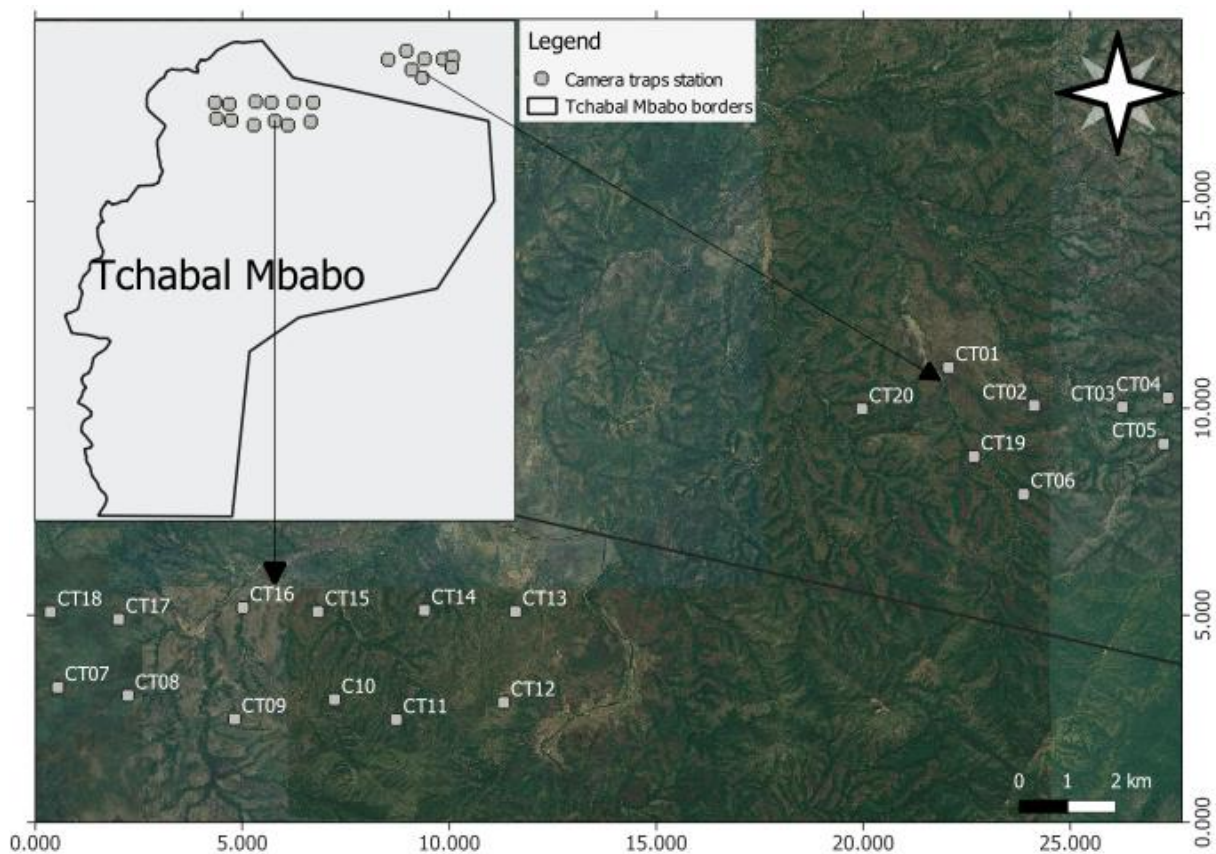 Legend
Camera traps station
Tchabal Mbabo borders
Tchabal Mbabo
15.000
10.000
5.000
0.000
CT01
CT20
CT02
CT03
CT04
CT05
CT19
CT06
CT18
CT17
CT16
CT15
CT14
CT13
CT07
CT08
CT09
C10
CT11
CT12
0 1 2 km
0.000 5.000 10.000 15.000 20.000 25.000